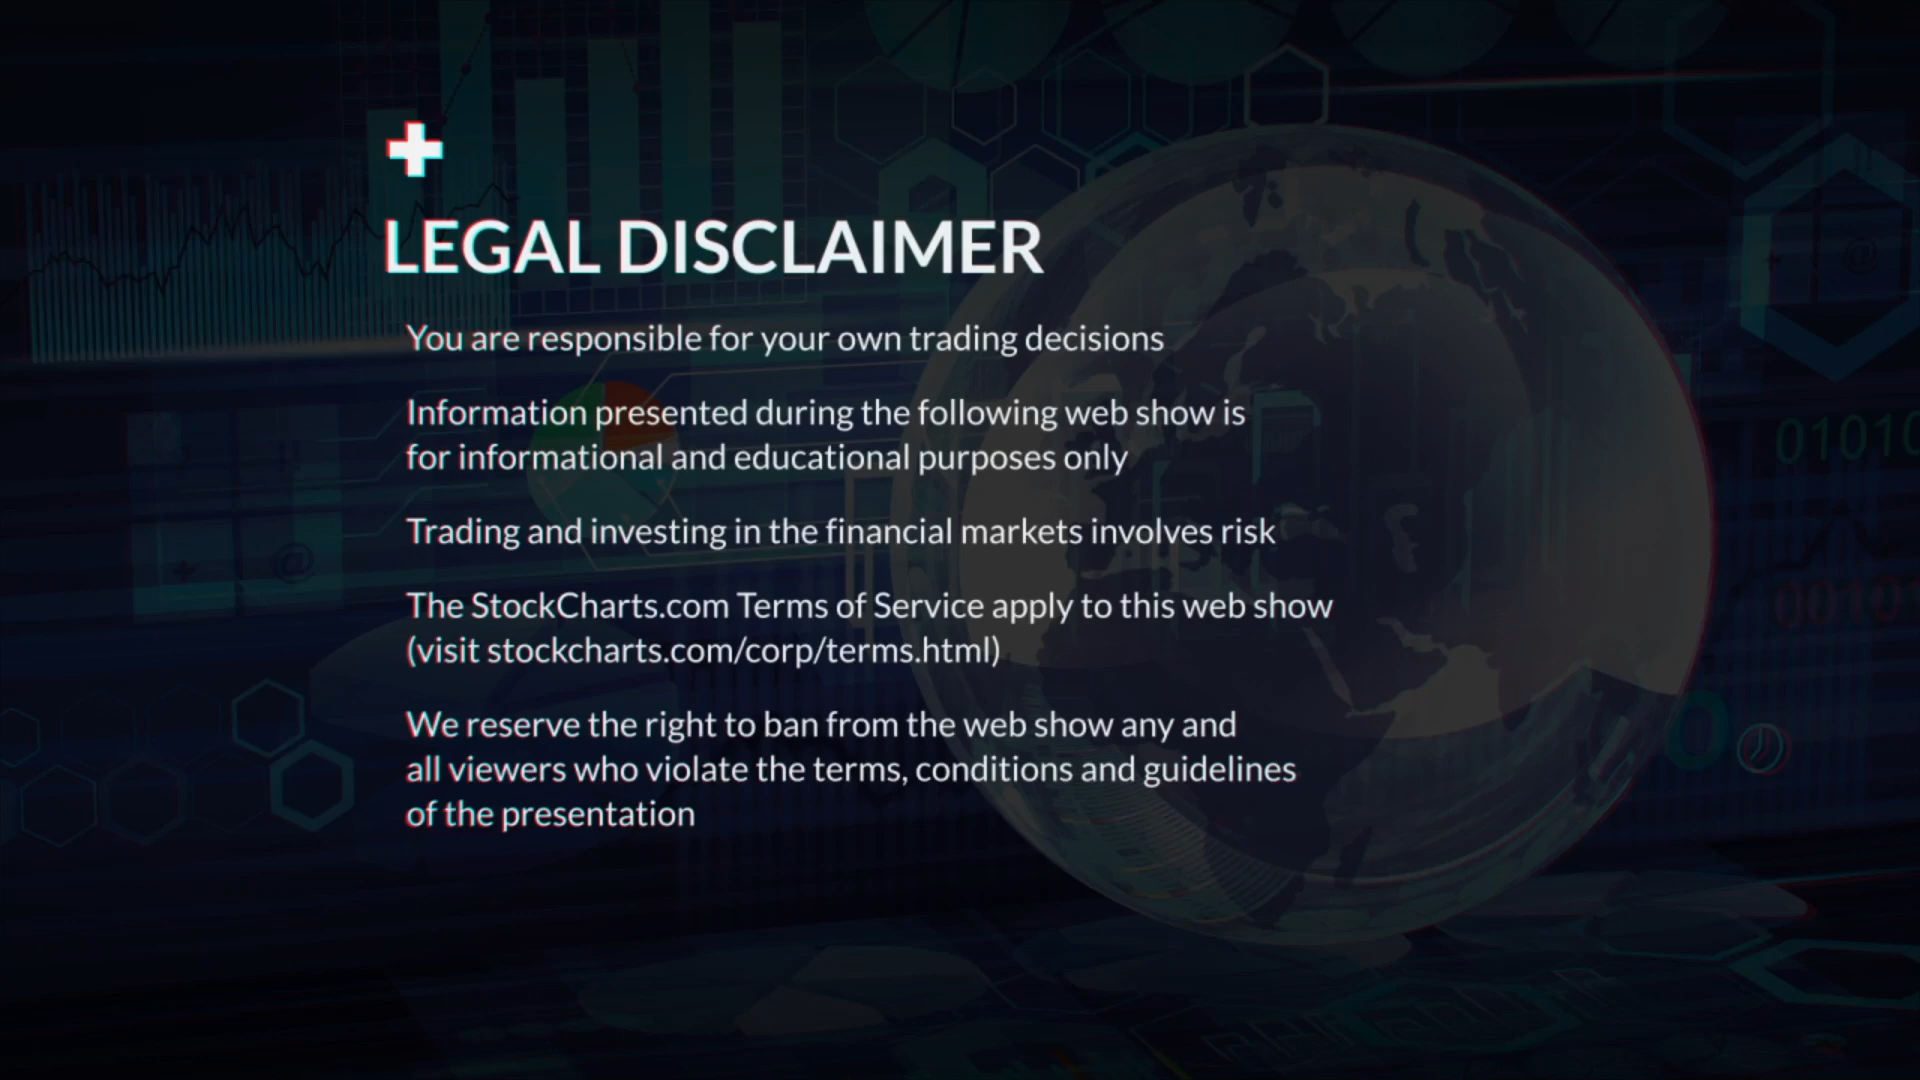 LEGAL DISCLAIMER
You are responsible for your own trading decisions
Information presented during the following web show is
for informational and educational purposes only
Trading and investing in the financial markets involves risk
The StockCharts.com Terms of Service apply to this web show
(visit stockcharts.com/corp/terms.html)
We reserve the right to ban from the web show any and
all viewers who violate the terms, conditions and guidelines
of the presentation
01010
00101